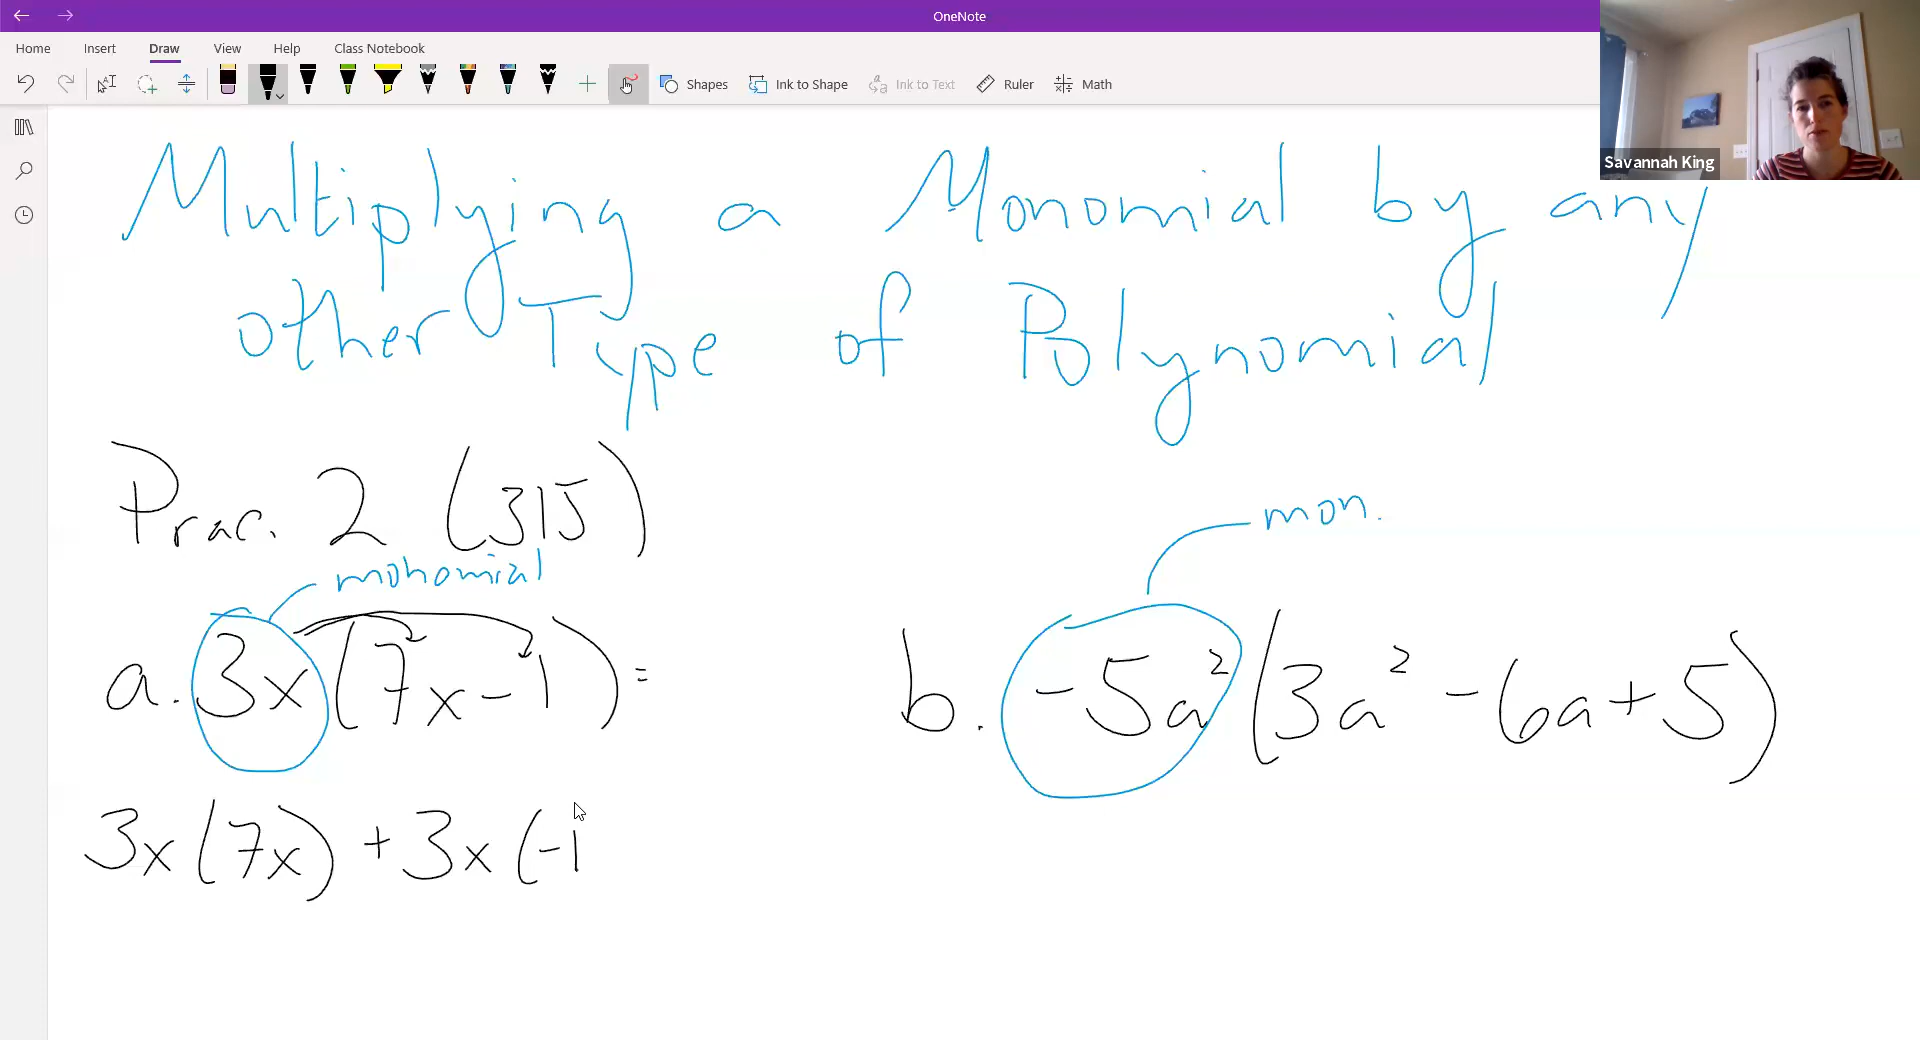 OneNote
Home Insert Draw View Help Class Notebook
Shapes Ink to Shape Ink to Text Ruler Math
Savannah King
Multiplying a Monomial by any
other Type of Polynomial
Prac. 2 (315)
monomial
mon.
a. 3x(7x-1)=
b. -5a²(3a²-6a+5)
3x(7x)+3x(-1